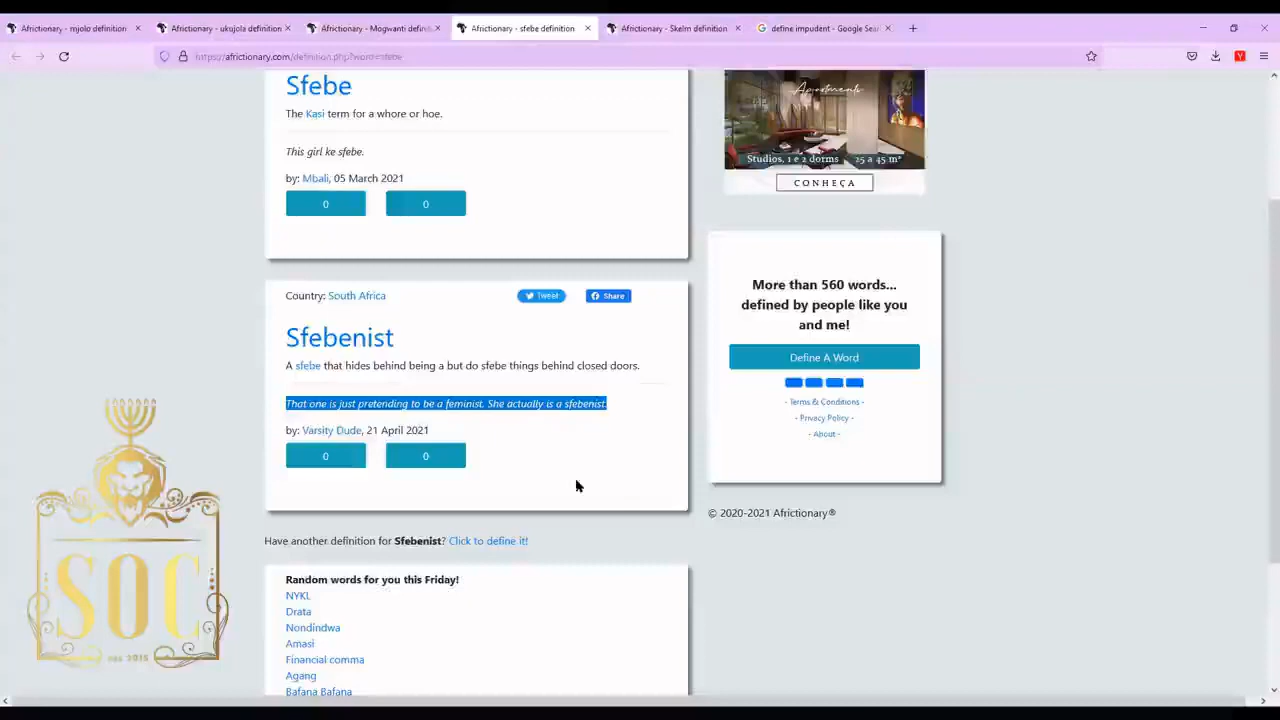 Africtionary - mjolo definition
Africtionary - ukujola definition
Africtionary - Mogwanti defini
Africtionary - sfebe definition
Africtionary - Skelm definition
define impudent - Google Sear
https://africtionary.com/definition.php?word=sfebe
Sfebe
The Kasi term for a whore or hoe.
This girl ke sfebe.
by: Mbali, 05 March 2021
0 0
Country: South Africa
Tweet
Share
Sfebenist
A sfebe that hides behind being a but do sfebe things behind closed doors.
That one is just pretending to be a feminist. She actually is a sfebenist.
by: Varsity Dude, 21 April 2021
0 0
Have another definition for Sfebenist? Click to define it!
Random words for you this Friday!
NYKL
Drata
Nondindwa
Amasi
Financial comma
Agang
Bafana Bafana
Apartments
Studios, 1 e 2 dorms 25 a 45 m²
CONHEÇA
More than 560 words...
defined by people like you
and me!
Define A Word
- Terms & Conditions -
- Privacy Policy -
- About -
© 2020-2021 Africtionary®
SOC